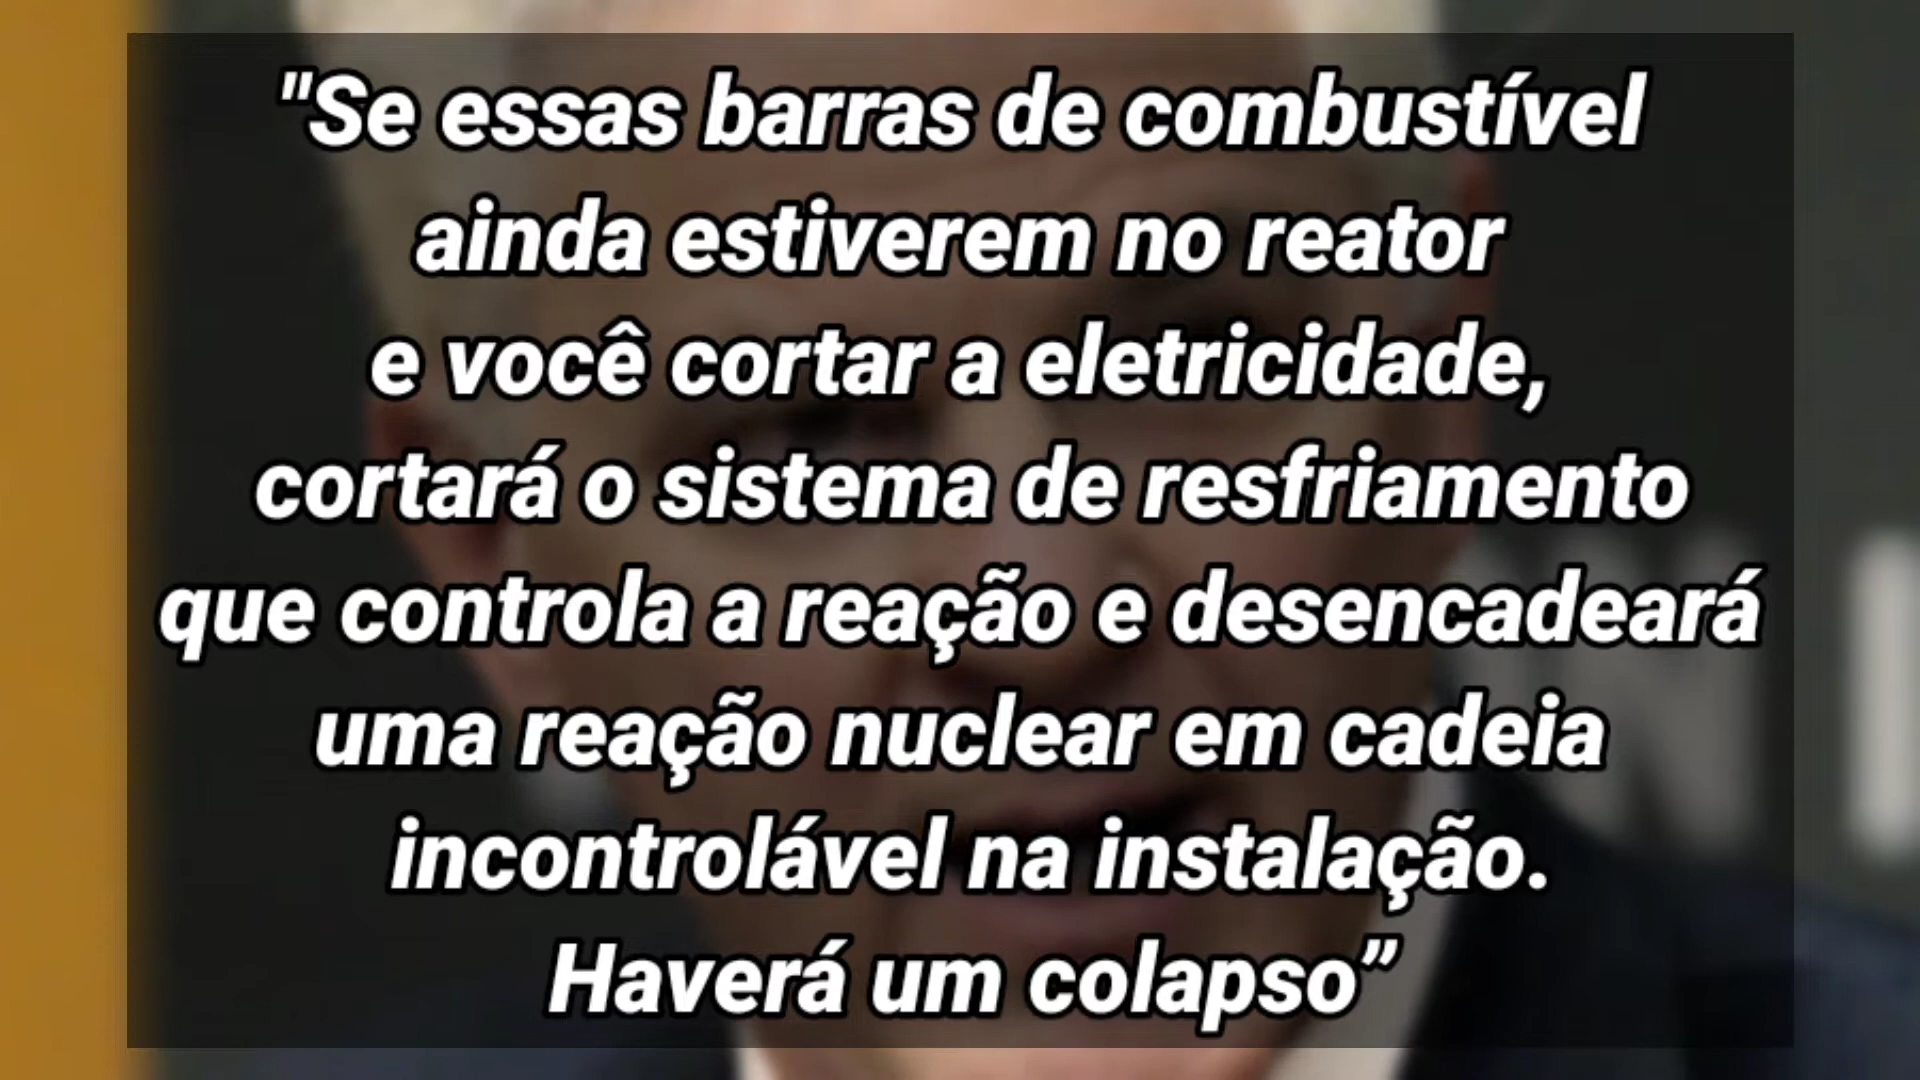 "Se essas barras de combustível
ainda estiverem no reator
e você cortar a eletricidade,
cortará o sistema de resfriamento
que controla a reação e desencadeará
uma reação nuclear em cadeia
incontrolável na instalação.
Haverá um colapso”